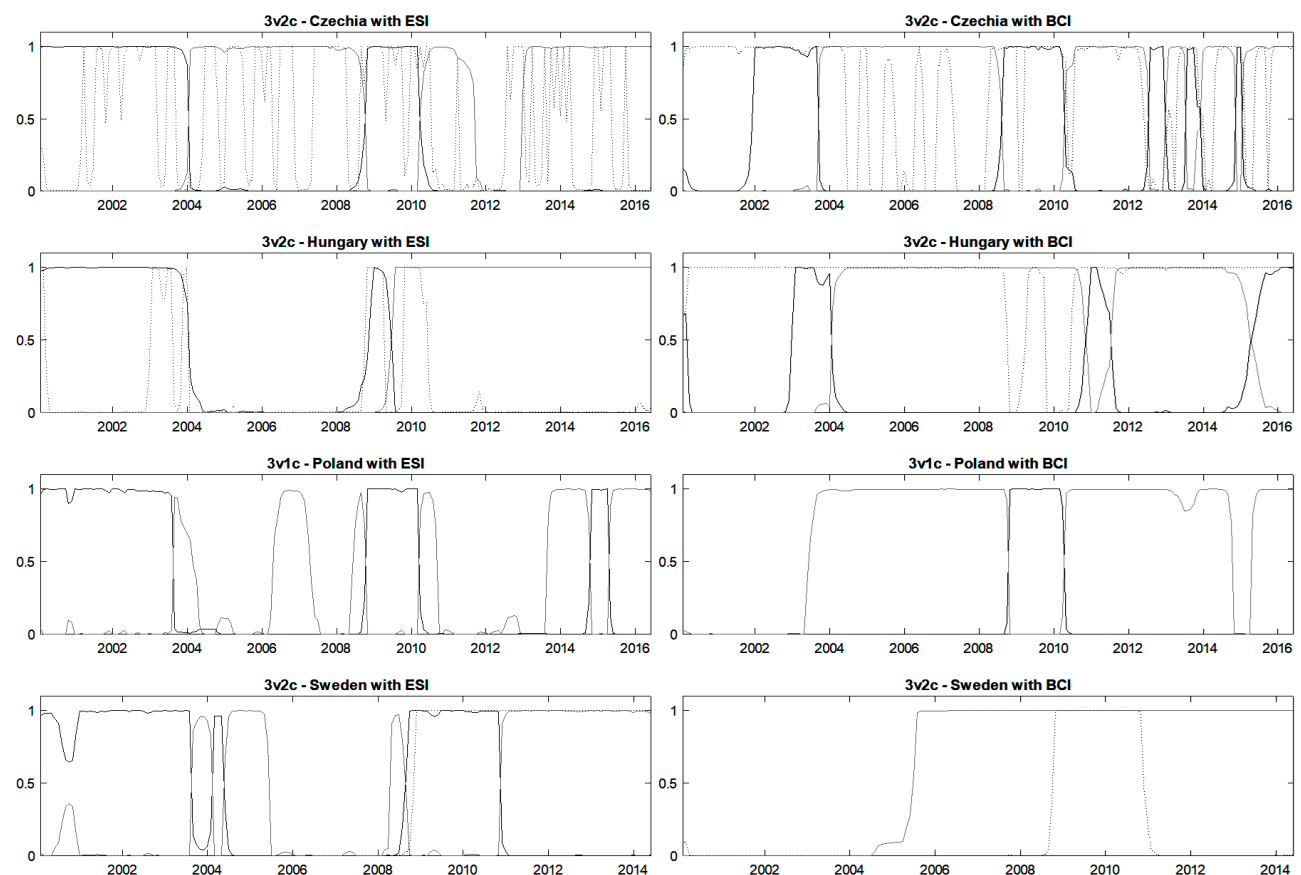 3v2c - Czechia with ESI
1
0.5
0
2002 2004 2006 2008 2010 2012 2014 2016
3v2c - Czechia with BCI
1
0.5
0
2002 2004 2006 2008 2010 2012 2014 2016
3v2c - Hungary with ESI
1
0.5
0
2002 2004 2006 2008 2010 2012 2014 2016
3v2c - Hungary with BCI
1
0.5
0
2002 2004 2006 2008 2010 2012 2014 2016
3v1c - Poland with ESI
1
0.5
0
2002 2004 2006 2008 2010 2012 2014 2016
3v1c - Poland with BCI
1
0.5
0
2002 2004 2006 2008 2010 2012 2014 2016
3v2c - Sweden with ESI
1
0.5
0
2002 2004 2006 2008 2010 2012 2014
3v2c - Sweden with BCI
1
0.5
0
2002 2004 2006 2008 2010 2012 2014